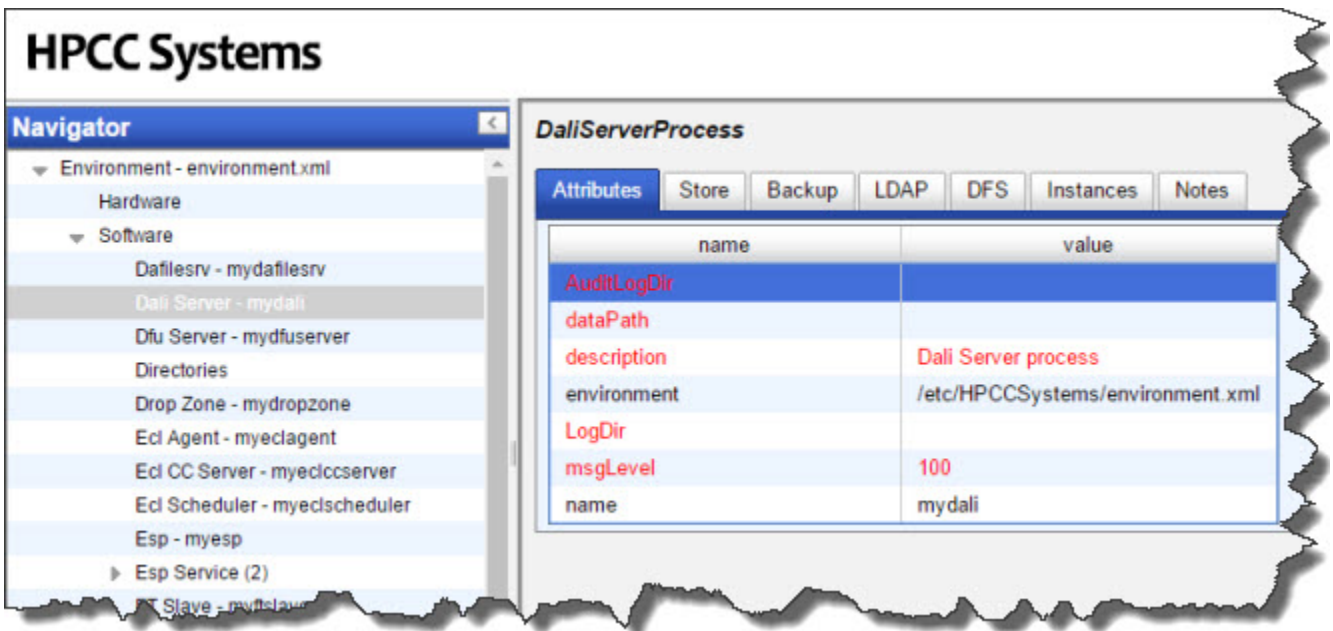 HPCC Systems
Navigator
Environment - environment.xml
Hardware
Software
Dafilesrv - mydafilesrv
Dali Server - mydali
Dfu Server - mydfuserver
Directories
Drop Zone - mydropzone
Ecl Agent - myeclagent
Ecl CC Server - myeclccserver
Ecl Scheduler - myeclscheduler
Esp - myesp
Esp Service (2)
FT Slave - myftslave
DaliServerProcess
Attributes Store Backup LDAP DFS Instances Notes
name value
AuditLogDir
dataPath
description Dali Server process
environment /etc/HPCCSystems/environment.xml
LogDir
msgLevel 100
name mydali